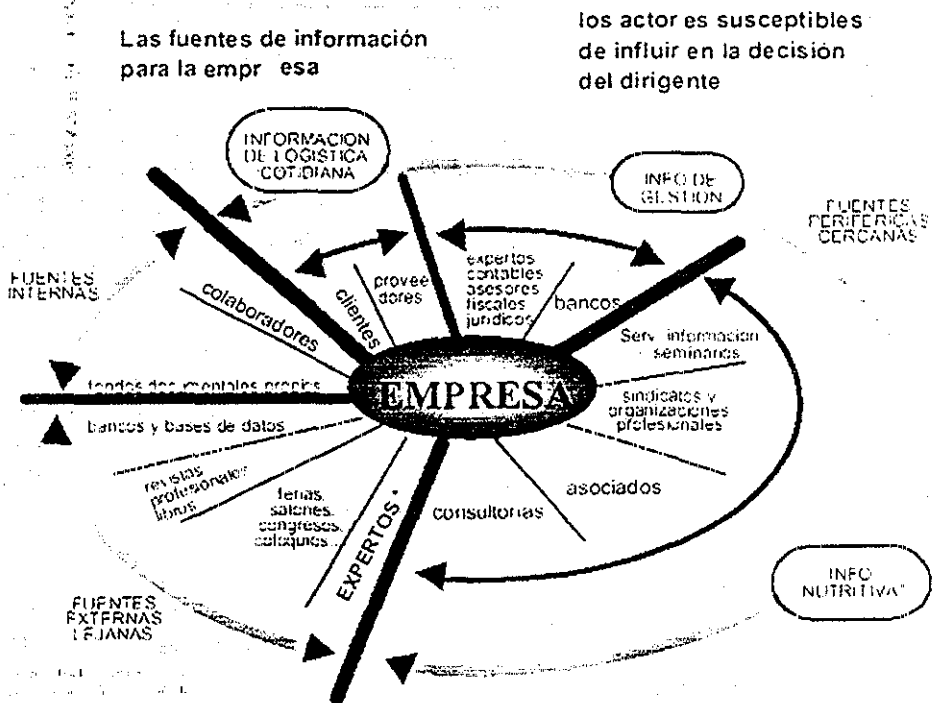 Las fuentes de información
para la empr esa
los actor es susceptibles
de influir en la decisión
del dirigente
INFORMACION
DE LOGISTICA
COTIDIANA
INFO DE
GESTION
FUENTES
PERIFERICAS
CERCANAS
FUENTES
INTERNAS
colaboradores
clientes
provee
dores
expertos
contables
asesores
fiscales
juridicos
bancos
Serv. informacion
seminarios
EMPRESA
fondos documentales propios
sindicatos y
organizaciones
profesionales
bancos y bases de datos
revistas
profesionales
libros
ferias,
salones,
congresos,
coloquios...
EXPERTOS *
consultorias
asociados
INFO
NUTRITIVA"
FUENTES
EXTERNAS
LEJANAS